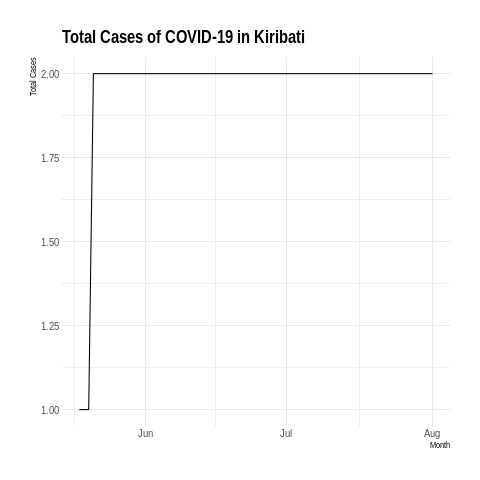 Total Cases of COVID-19 in Kiribati
Total Cases
2.00
1.75
1.50
1.25
1.00
Jun Jul Aug
Month